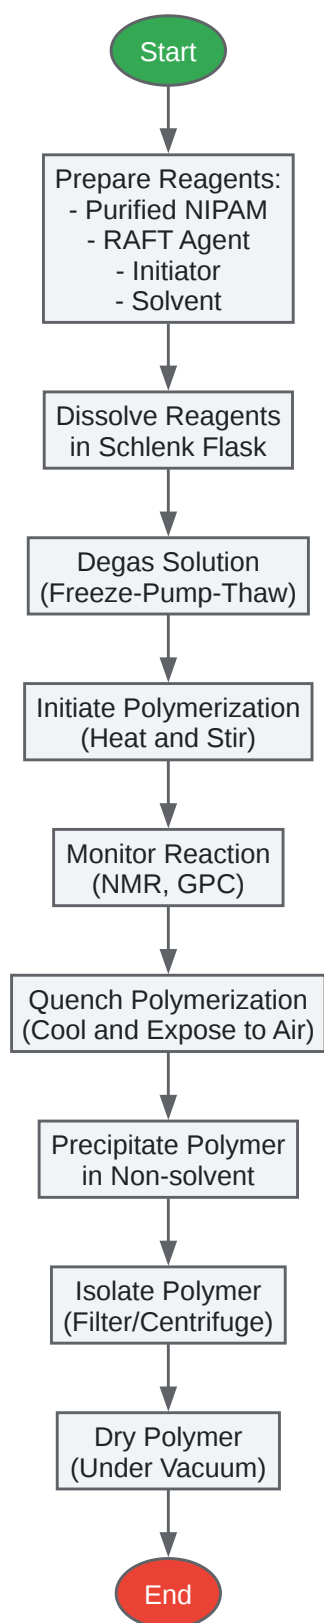 Start
Prepare Reagents:
- Purified NIPAM
- RAFT Agent
- Initiator
- Solvent
Dissolve Reagents
in Schlenk Flask
Degas Solution
(Freeze-Pump-Thaw)
Initiate Polymerization
(Heat and Stir)
Monitor Reaction
(NMR, GPC)
Quench Polymerization
(Cool and Expose to Air)
Precipitate Polymer
in Non-solvent
Isolate Polymer
(Filter/Centrifuge)
Dry Polymer
(Under Vacuum)
End